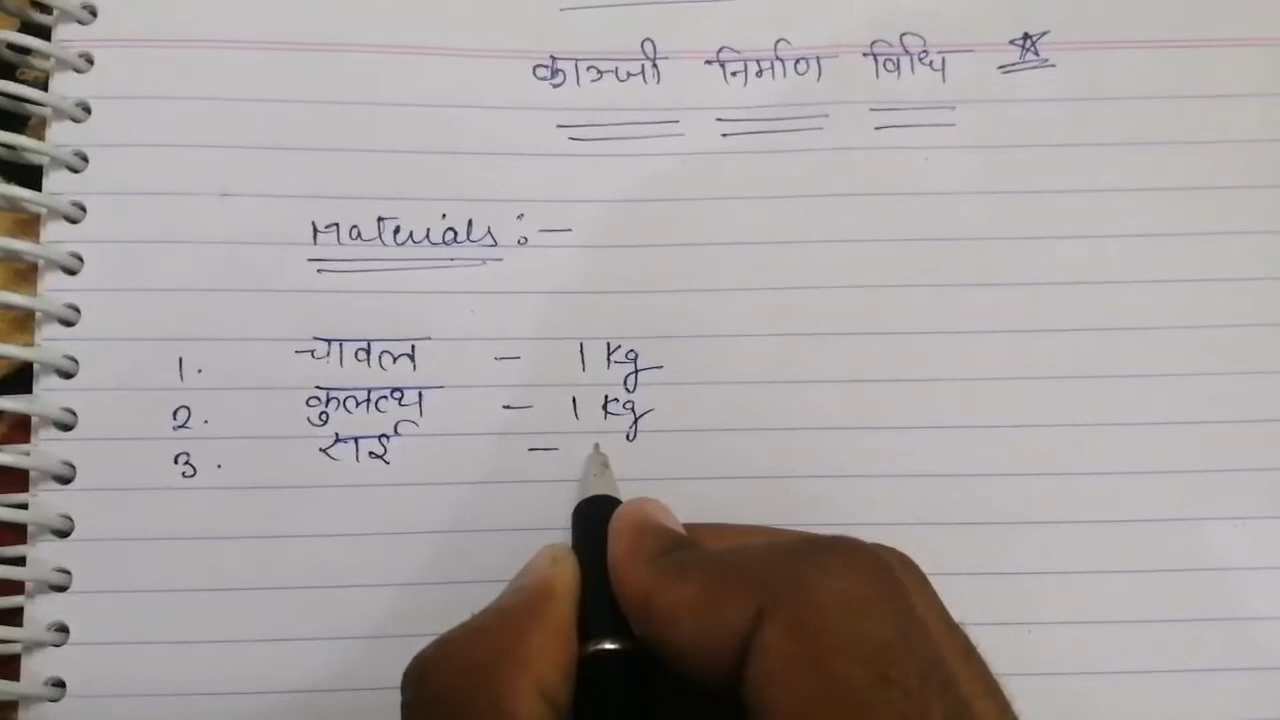 काञ्जी निर्माण विधि
Materials :-
1. चावल - 1 kg
2. कुलत्थ - 1 kg
3. राई -